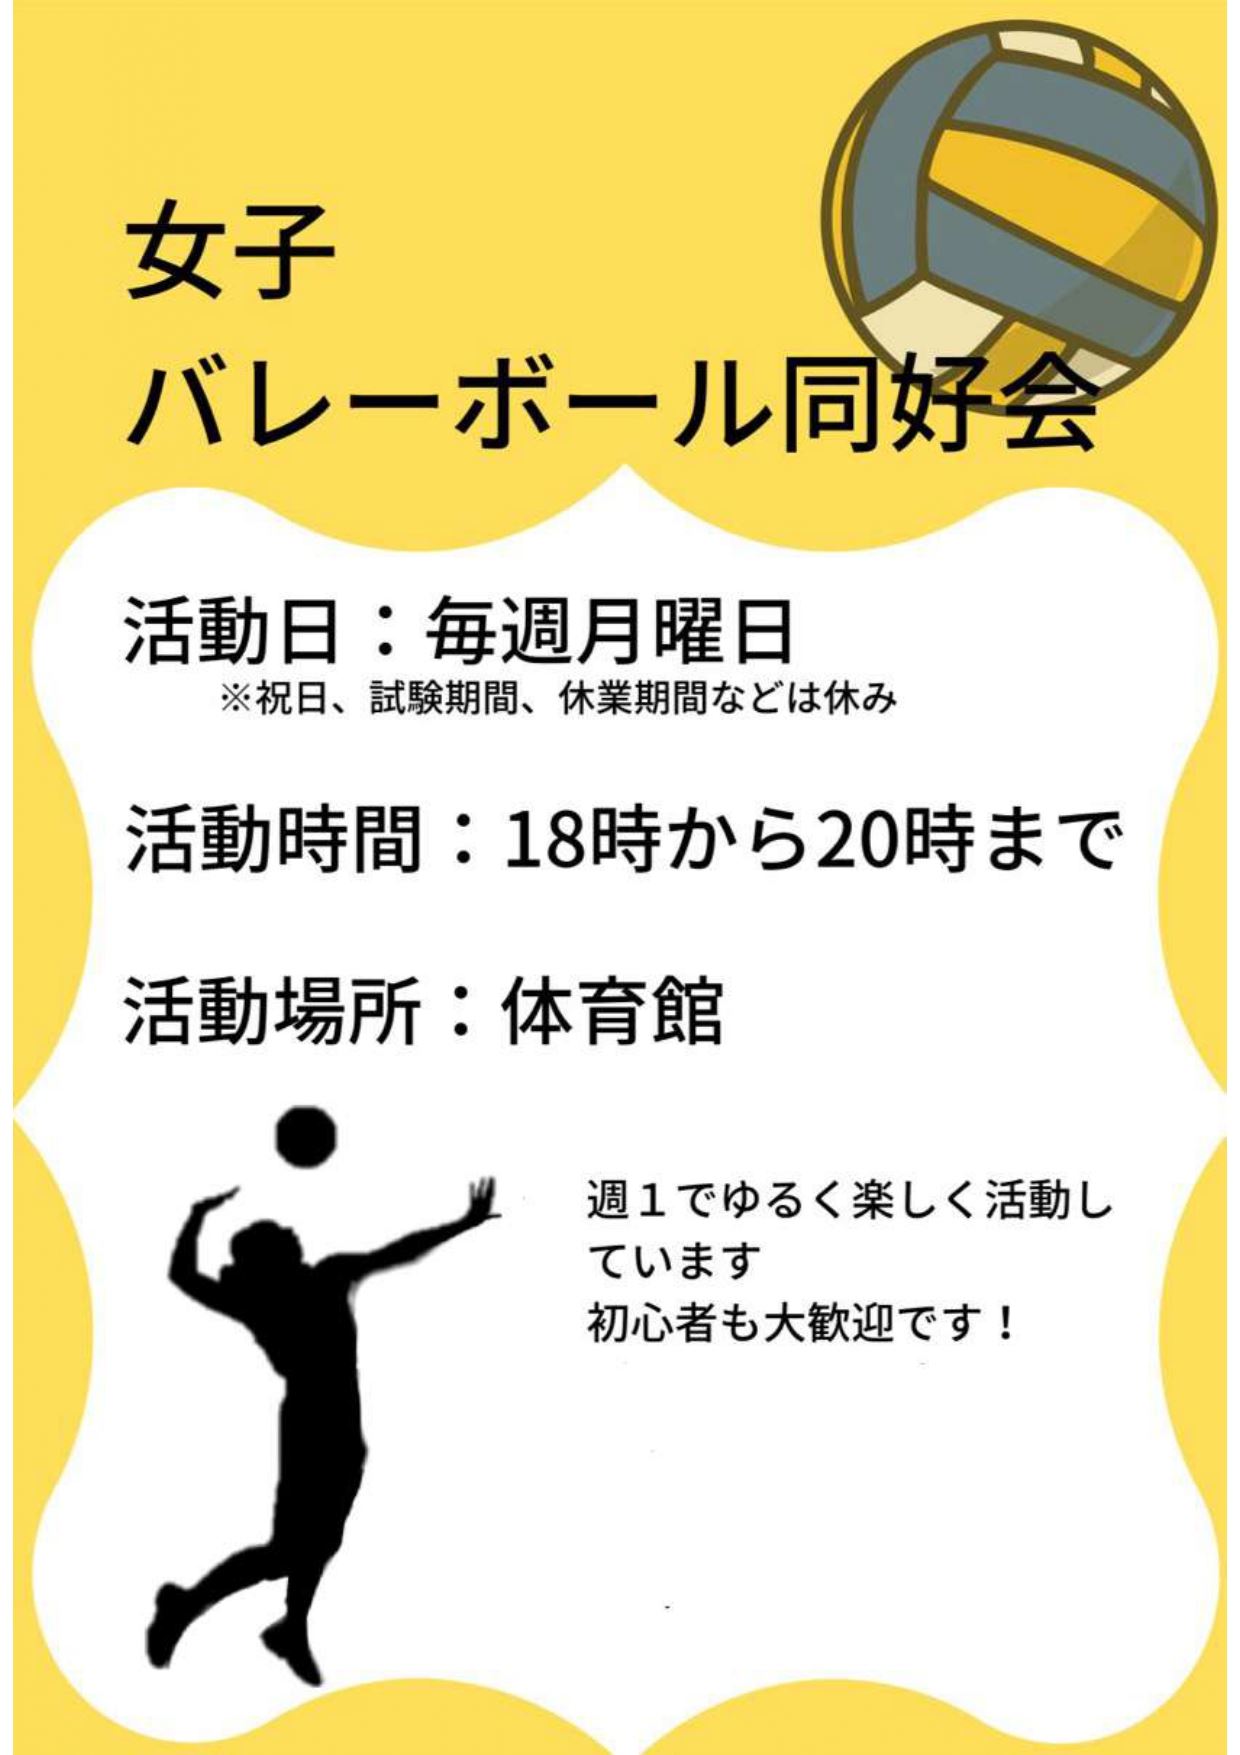 女子
バレーボール同好会
活動日：毎週月曜日
※祝日、試験期間、休業期間などは休み
活動時間：18時から20時まで
活動場所：体育館
週１でゆるく楽しく活動し
ています
初心者も大歓迎です！